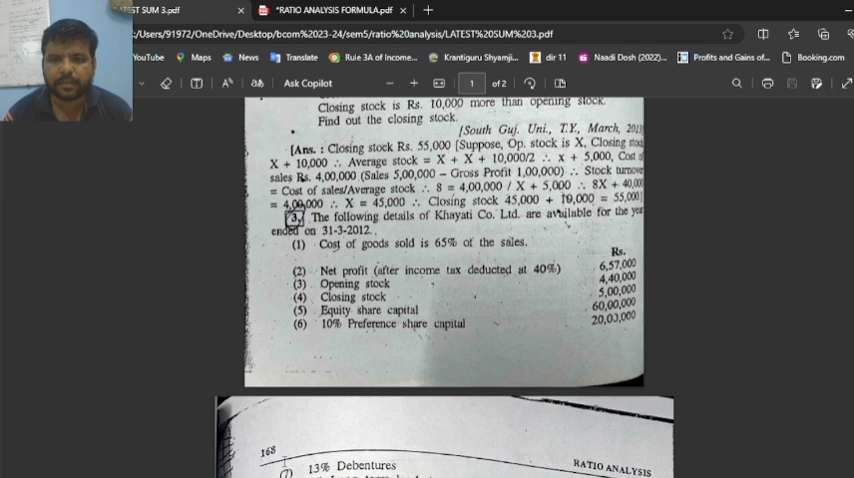 TEST SUM 3.pdf
*RATIO ANALYSIS FORMULA.pdf
:/Users/91972/OneDrive/Desktop/bcom%2023-24/sem5/ratio%20analysis/LATEST%20SUM%203.pdf
YouTube Maps News Translate Rule 3A of Income... Krantiguru Shyamji... dir 11 Naadi Dosh (2022)... Profits and Gains of... Booking.com
Ask Copilot
1 of 2
Closing stock is Rs. 10,000 more than opening stock.
Find out the closing stock.
[South Guj. Uni., T.Y., March,
[Ans. : Closing stock Rs. 55,000 [Suppose, Op. stock is X, Closing
X + 10,000 ∴ Average stock = X + X + 10,000/2 ∴ x + 5,000, Cost
sales Rs. 4,00,000 (Sales 5,00,000 – Gross Profit 1,00,000) ∴ Stock
= Cost of sales/Average stock ∴ 8 = 4,00,000 / X + 5,000 ∴ 8X + 40,000
= 4,00,000 ∴ X = 45,000 ∴ Closing stock 45,000 + 10,000 = 55,000]
3. The following details of Khayati Co. Ltd. are available for the year
ended on 31-3-2012.
(1) Cost of goods sold is 65% of the sales.
Rs.
(2) Net profit (after income tax deducted at 40%) 6,57,000
(3) Opening stock 4,40,000
(4) Closing stock 5,00,000
(5) Equity share capital 60,00,000
(6) 10% Preference share capital 20,00,000
168
RATIO ANALYSIS
(7) 13% Debentures